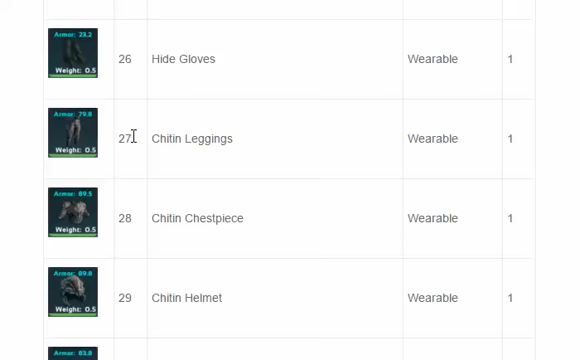 Armor: 23.2
Weight: 0.5
26 Hide Gloves Wearable 1
Armor: 79.8
Weight: 0.5
27 Chitin Leggings Wearable 1
Armor: 89.5
Weight: 0.5
28 Chitin Chestpiece Wearable 1
Armor: 89.8
Weight: 0.5
29 Chitin Helmet Wearable 1
Armor: 83.8